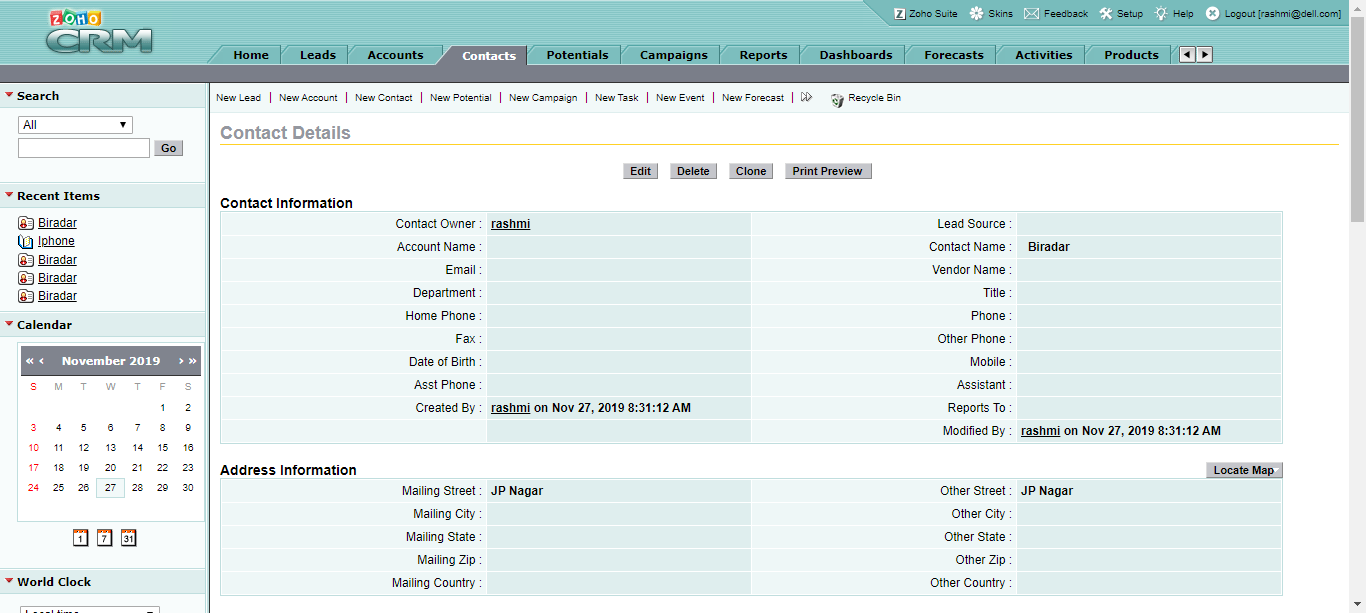 ZOHO
CRM
Zoho Suite Skins Feedback Setup Help Logout [rashmi@dell.com]
Home Leads Accounts Contacts Potentials Campaigns Reports Dashboards Forecasts Activities Products
Search
All
Go
Recent Items
Biradar
Iphone
Biradar
Biradar
Biradar
Calendar
« ‹ November 2019 › »
S M T W T F S
1 2
3 4 5 6 7 8 9
10 11 12 13 14 15 16
17 18 19 20 21 22 23
24 25 26 27 28 29 30
1 7 31
World Clock
Local time
New Lead | New Account | New Contact | New Potential | New Campaign | New Task | New Event | New Forecast | Recycle Bin
Contact Details
Edit Delete Clone Print Preview
Contact Information
Contact Owner : rashmi Lead Source :
Account Name : Contact Name : Biradar
Email : Vendor Name :
Department : Title :
Home Phone : Phone :
Fax : Other Phone :
Date of Birth : Mobile :
Asst Phone : Assistant :
Created By : rashmi on Nov 27, 2019 8:31:12 AM Reports To :
Modified By : rashmi on Nov 27, 2019 8:31:12 AM
Address Information Locate Map
Mailing Street : JP Nagar Other Street : JP Nagar
Mailing City : Other City :
Mailing State : Other State :
Mailing Zip : Other Zip :
Mailing Country : Other Country :